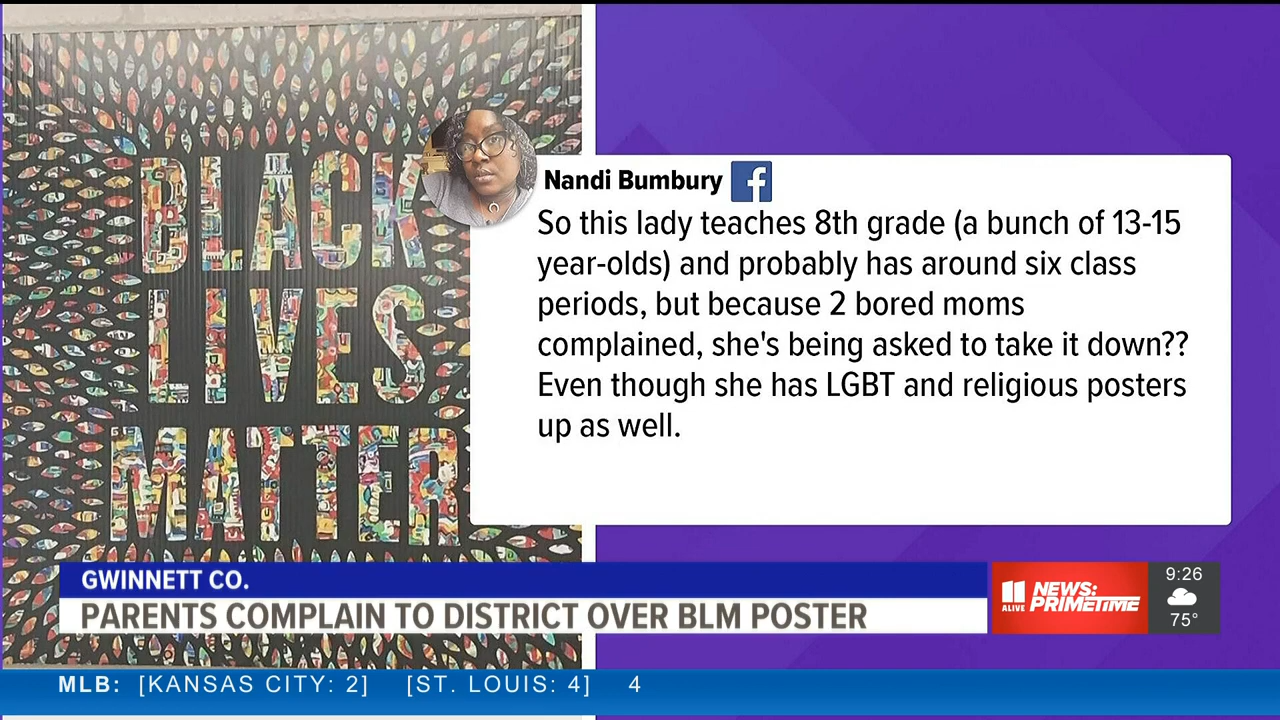 BLACK
LIVES
MATTER
Nandi Bumbury
So this lady teaches 8th grade (a bunch of 13-15
year-olds) and probably has around six class
periods, but because 2 bored moms
complained, she's being asked to take it down??
Even though she has LGBT and religious posters
up as well.
GWINNETT CO.
PARENTS COMPLAIN TO DISTRICT OVER BLM POSTER
11 ALIVE NEWS: PRIMETIME
9:26
75°
MLB: [KANSAS CITY: 2] [ST. LOUIS: 4] 4